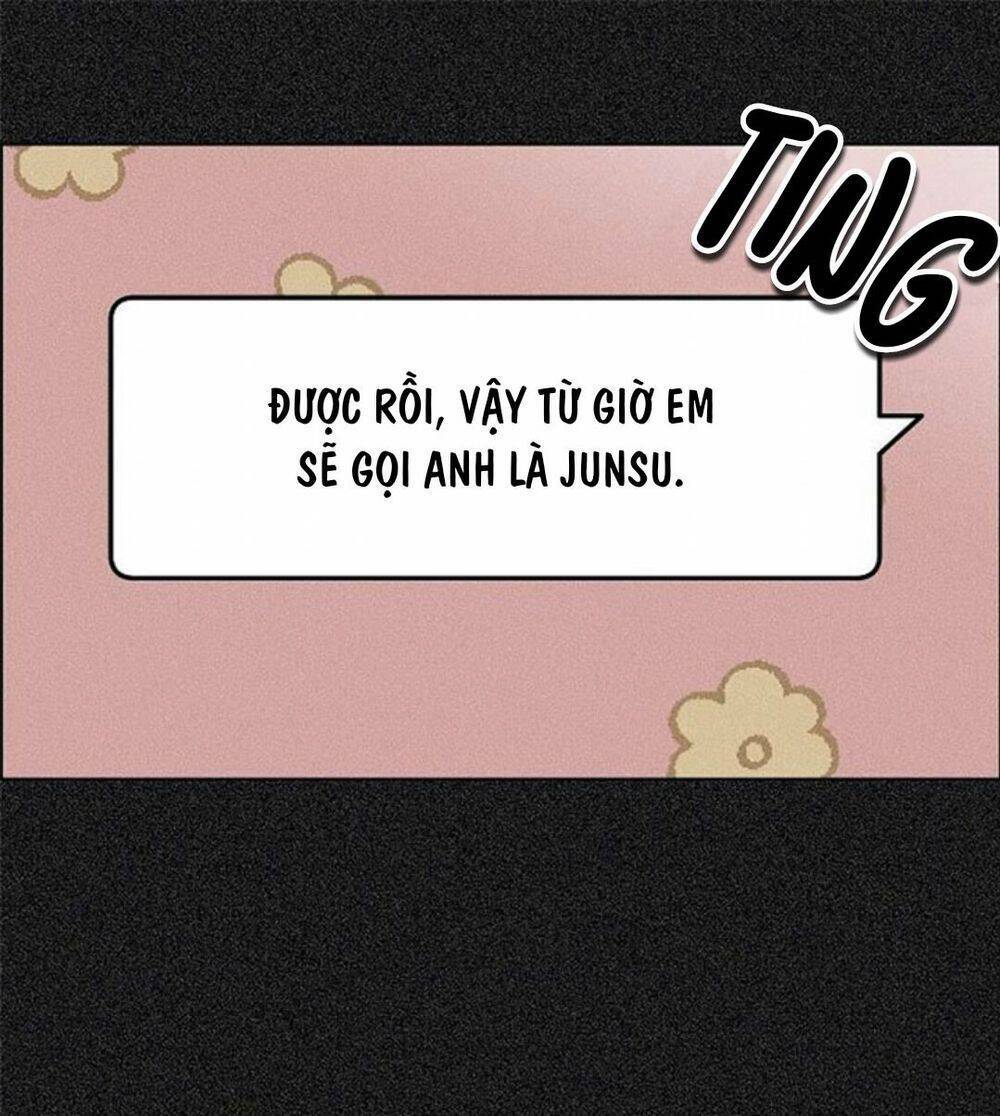 TING
ĐƯỢC RỒI, VẬY TỪ GIỜ EM
SẼ GỌI ANH LÀ JUNSU.